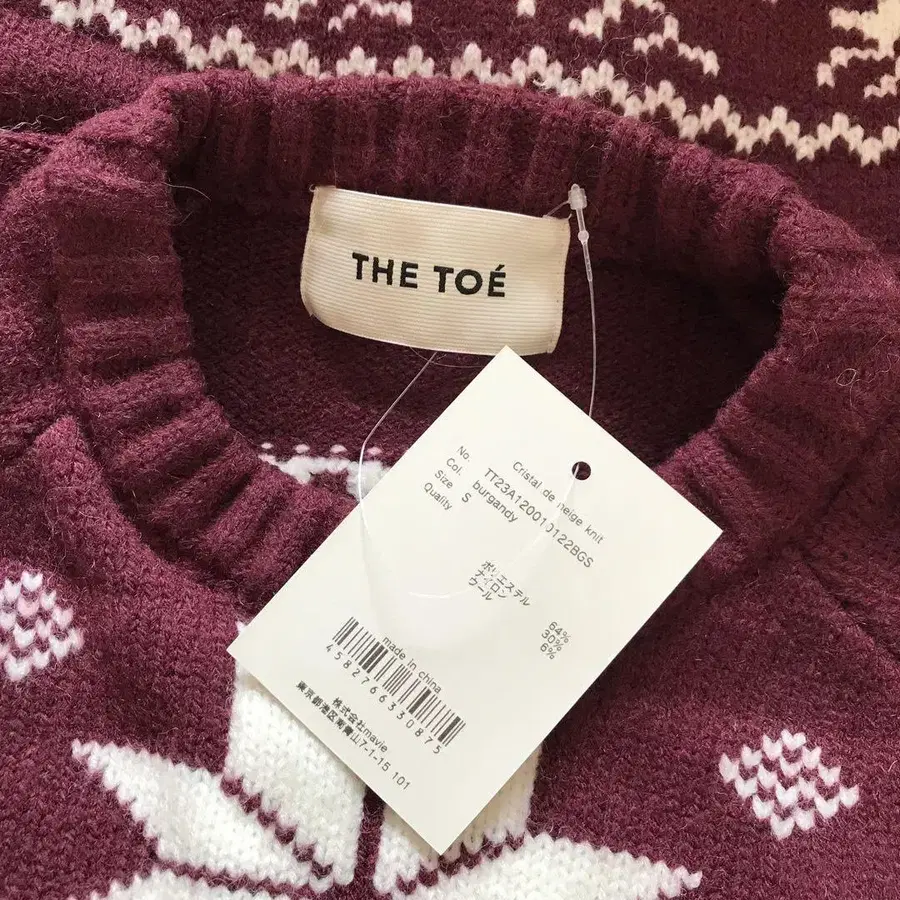 THE TOÉ
Cristal de neige knit
No. TT23A120010122BGS
Col. burgandy
Size S
Quality
ポリエステル 64%
ナイロン 30%
ウール 6%
made in china
4582766330875
株式会社mavie
東京都港区南青山7-1-15 101